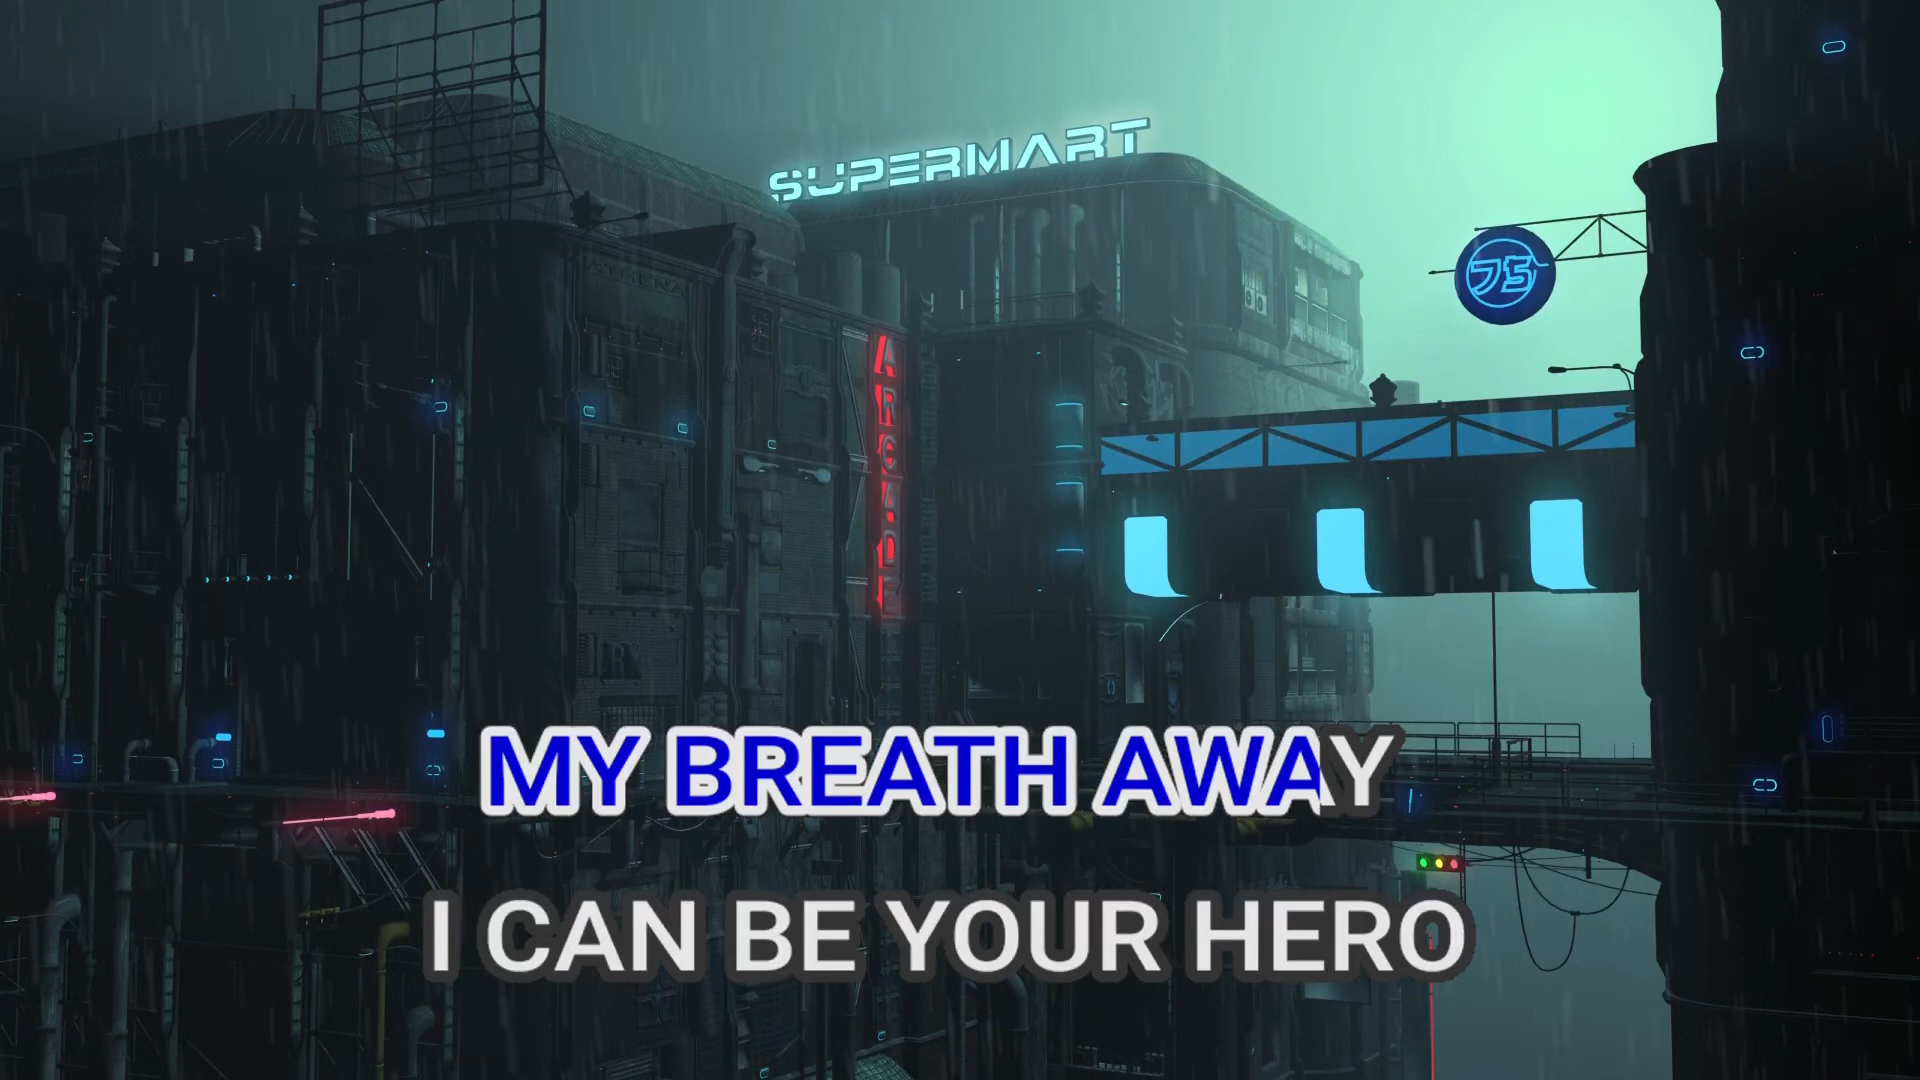 SUPERMART
75
ARCADE
MY BREATH AWAY
I CAN BE YOUR HERO